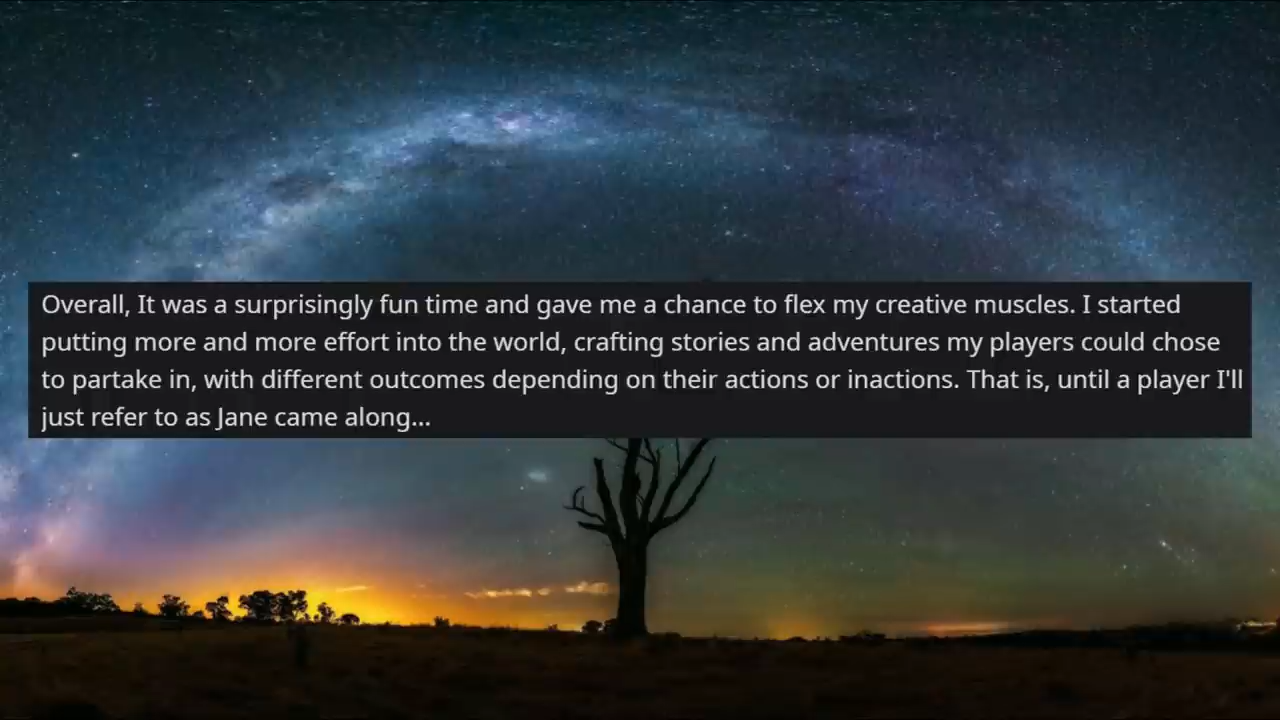 Overall, It was a surprisingly fun time and gave me a chance to flex my creative muscles. I started
putting more and more effort into the world, crafting stories and adventures my players could chose
to partake in, with different outcomes depending on their actions or inactions. That is, until a player I'll
just refer to as Jane came along...